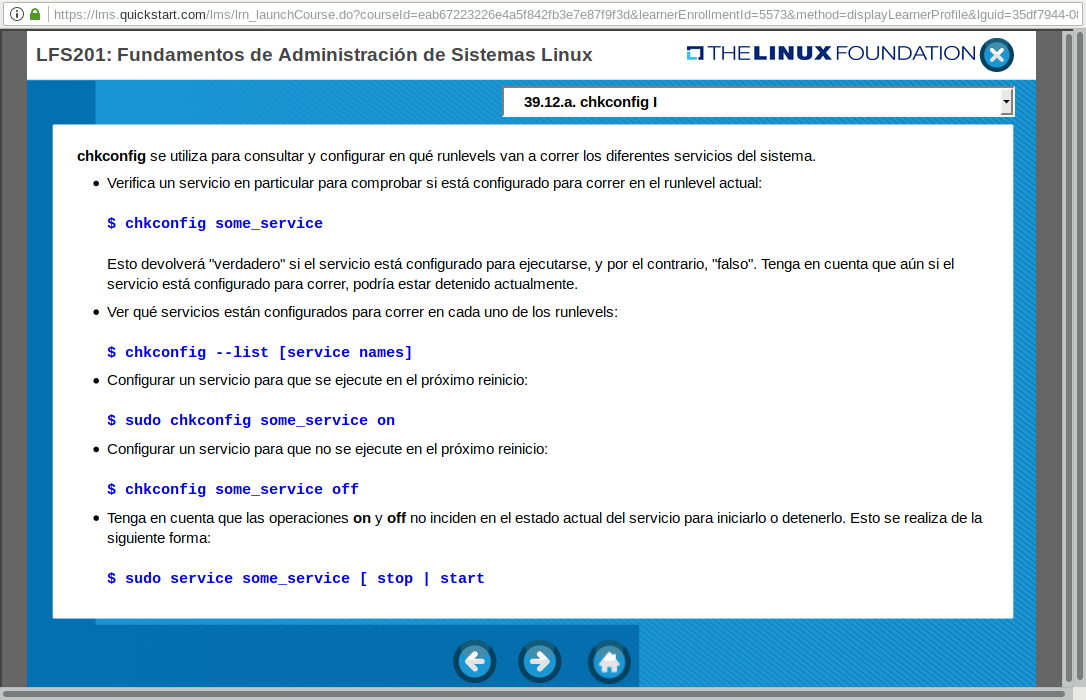 https://lms.quickstart.com/lms/lrn_launchCourse.do?courseId=eab67223226e4a5f842fb3e7e87f9f3d&learnerEnrollmentId=5573&method=displayLearnerProfile&lguid=35df7944-08
LFS201: Fundamentos de Administración de Sistemas Linux
THE LINUX FOUNDATION
39.12.a. chkconfig I
chkconfig se utiliza para consultar y configurar en qué runlevels van a correr los diferentes servicios del sistema.
• Verifica un servicio en particular para comprobar si está configurado para correr en el runlevel actual:
$ chkconfig some_service
Esto devolverá "verdadero" si el servicio está configurado para ejecutarse, y por el contrario, "falso". Tenga en cuenta que aún si el
servicio está configurado para correr, podría estar detenido actualmente.
• Ver qué servicios están configurados para correr en cada uno de los runlevels:
$ chkconfig --list [service names]
• Configurar un servicio para que se ejecute en el próximo reinicio:
$ sudo chkconfig some_service on
• Configurar un servicio para que no se ejecute en el próximo reinicio:
$ chkconfig some_service off
• Tenga en cuenta que las operaciones on y off no inciden en el estado actual del servicio para iniciarlo o detenerlo. Esto se realiza de la
siguiente forma:
$ sudo service some_service [ stop | start